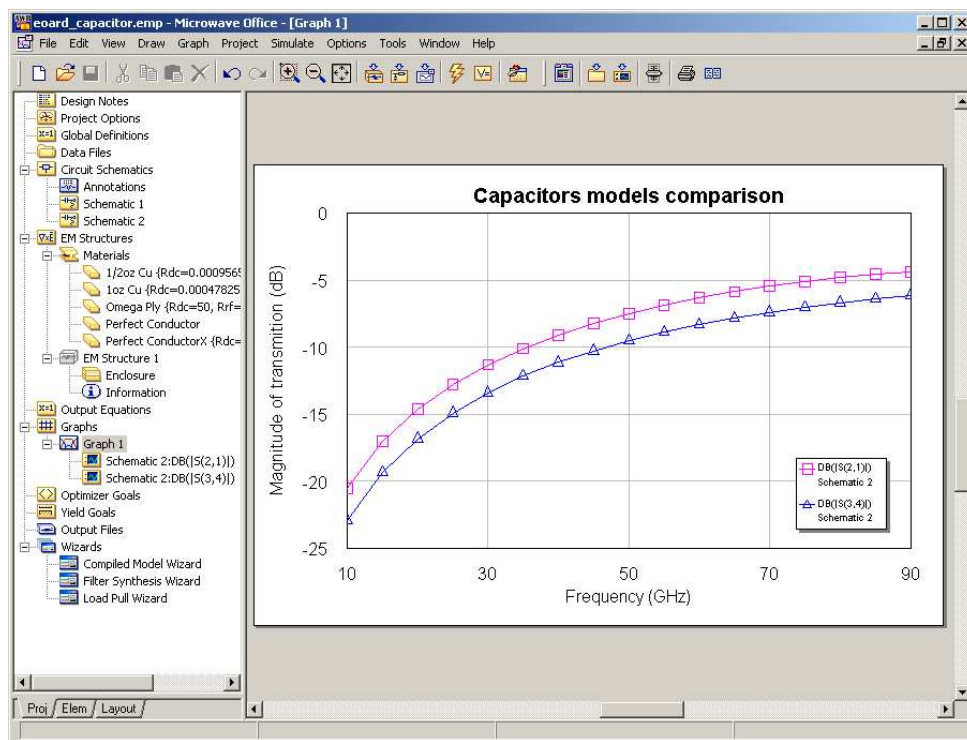 eoard_capacitor.emp - Microwave Office - [Graph 1]
File Edit View Draw Graph Project Simulate Options Tools Window Help
Design Notes
Project Options
Global Definitions
Data Files
Circuit Schematics
Annotations
Schematic 1
Schematic 2
EM Structures
Materials
1/2oz Cu {Rdc=0.0009565
1oz Cu {Rdc=0.00047825
Omega Ply {Rdc=50, Rrf=
Perfect Conductor
Perfect ConductorX {Rdc=
EM Structure 1
Enclosure
Information
Output Equations
Graphs
Graph 1
Schematic 2:DB(|S(2,1)|)
Schematic 2:DB(|S(3,4)|)
Optimizer Goals
Yield Goals
Output Files
Wizards
Compiled Model Wizard
Filter Synthesis Wizard
Load Pull Wizard
Proj Elem Layout
Capacitors models comparison
Magnitude of transmition (dB)
0
-5
-10
-15
-20
-25
DB(|S(2,1)|)
Schematic 2
DB(|S(3,4)|)
Schematic 2
10 30 50 70 90
Frequency (GHz)